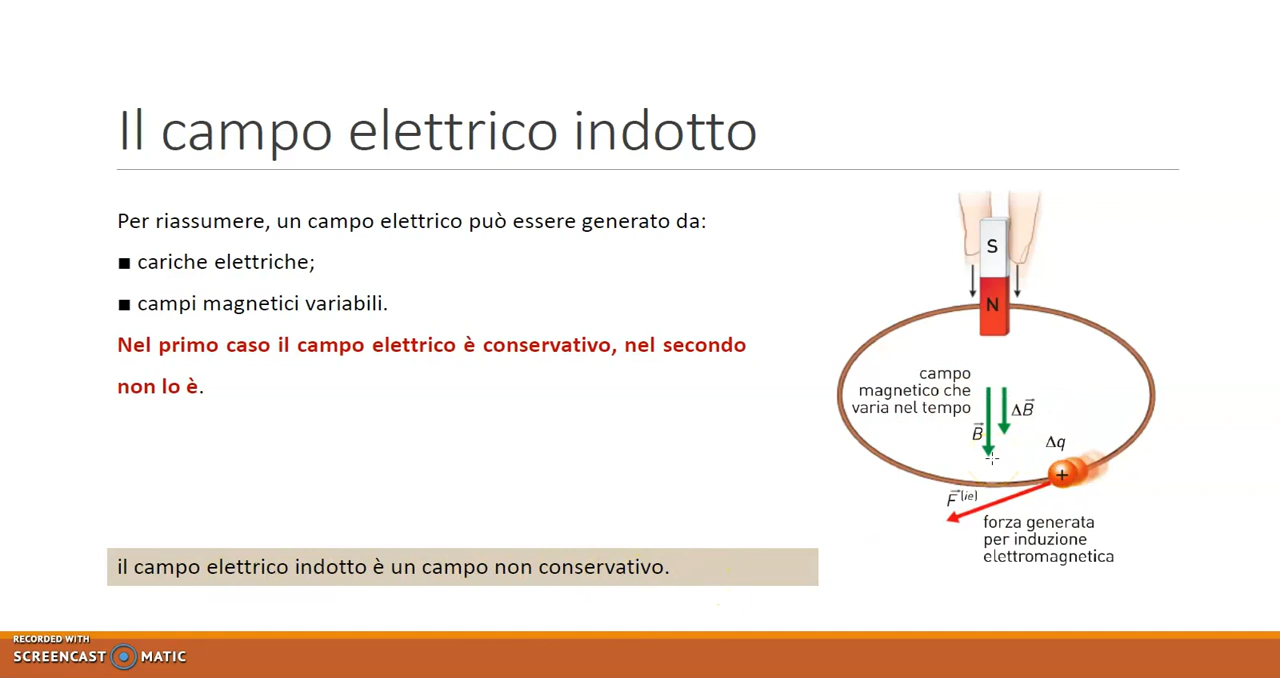 Il campo elettrico indotto
Per riassumere, un campo elettrico può essere generato da:
▪ cariche elettriche;
▪ campi magnetici variabili.
Nel primo caso il campo elettrico è conservativo, nel secondo
non lo è.
il campo elettrico indotto è un campo non conservativo.
S
N
campo
magnetico che
varia nel tempo
ΔB⃗
B⃗
Δq
+
F⃗(ie)
forza generata
per induzione
elettromagnetica
RECORDED WITH
SCREENCAST MATIC